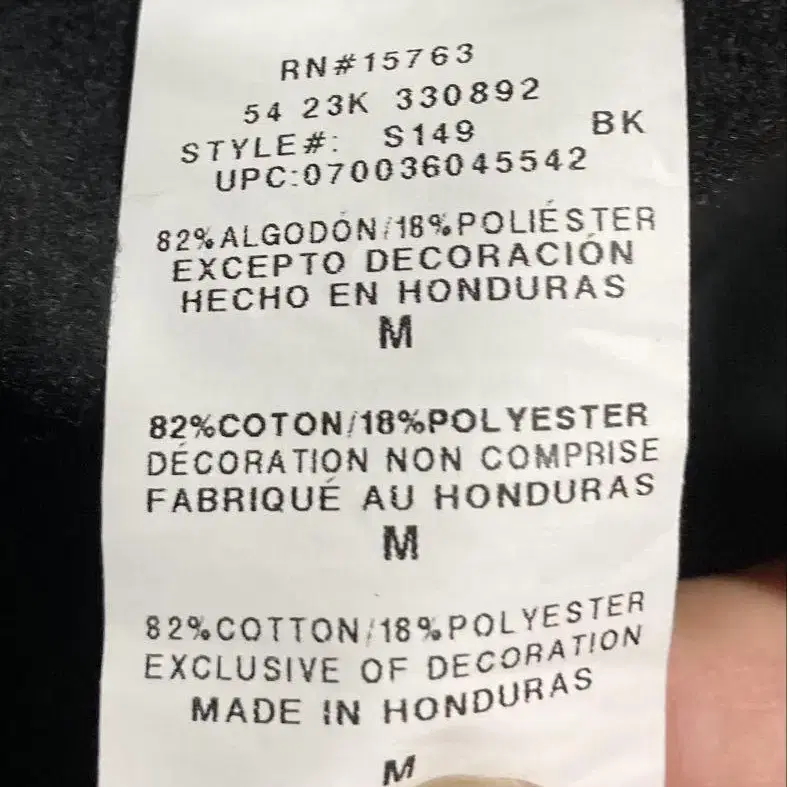 RN#15763
54 23K 330892
STYLE#: S149 BK
UPC:070036045542
82%ALGODÓN/18%POLIÉSTER
EXCEPTO DECORACIÓN
HECHO EN HONDURAS
M
82%COTON/18%POLYESTER
DÉCORATION NON COMPRISE
FABRIQUÉ AU HONDURAS
M
82%COTTON/18%POLYESTER
EXCLUSIVE OF DECORATION
MADE IN HONDURAS
M